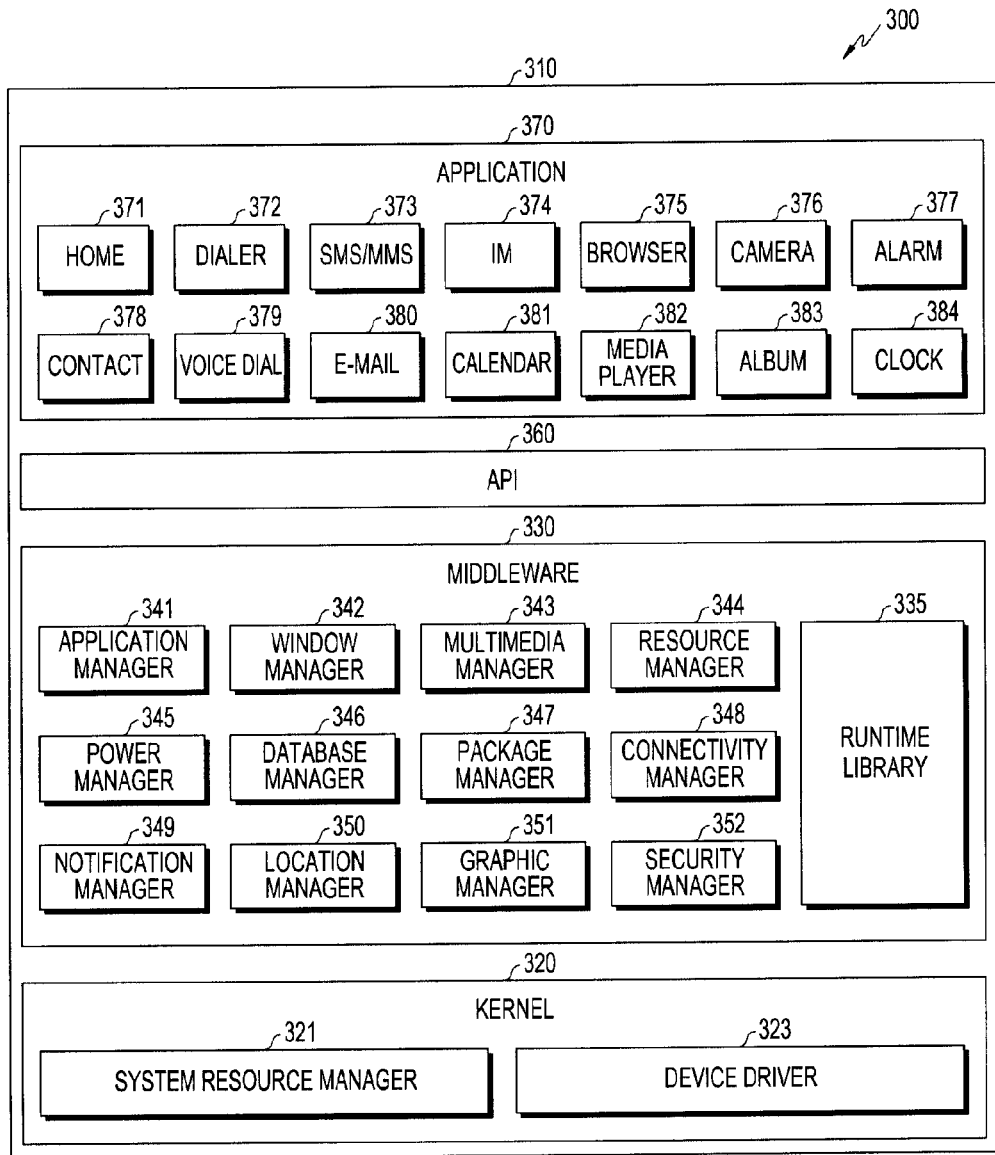 300
310
370
APPLICATION
371 372 373 374 375 376 377
HOME DIALER SMS/MMS IM BROWSER CAMERA ALARM
378 379 380 381 382 383 384
CONTACT VOICE DIAL E-MAIL CALENDAR MEDIA PLAYER ALBUM CLOCK
360
API
330
MIDDLEWARE
341 342 343 344 335
APPLICATION MANAGER WINDOW MANAGER MULTIMEDIA MANAGER RESOURCE MANAGER
345 346 347 348
POWER MANAGER DATABASE MANAGER PACKAGE MANAGER CONNECTIVITY MANAGER RUNTIME LIBRARY
349 350 351 352
NOTIFICATION MANAGER LOCATION MANAGER GRAPHIC MANAGER SECURITY MANAGER
320
KERNEL
321 323
SYSTEM RESOURCE MANAGER DEVICE DRIVER